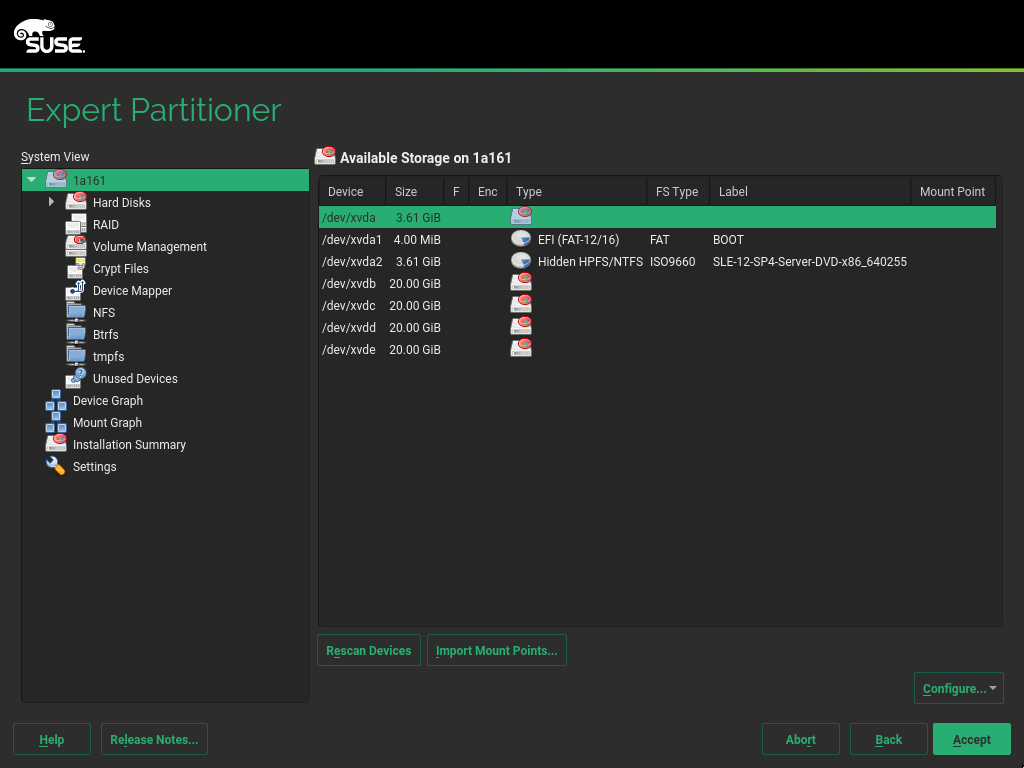 SUSE.
Expert Partitioner
System View
1a161
Hard Disks
RAID
Volume Management
Crypt Files
Device Mapper
NFS
Btrfs
tmpfs
Unused Devices
Device Graph
Mount Graph
Installation Summary
Settings
Available Storage on 1a161
Device Size F Enc Type FS Type Label Mount Point
/dev/xvda 3.61 GiB
/dev/xvda1 4.00 MiB EFI (FAT-12/16) FAT BOOT
/dev/xvda2 3.61 GiB Hidden HPFS/NTFS ISO9660 SLE-12-SP4-Server-DVD-x86_640255
/dev/xvdb 20.00 GiB
/dev/xvdc 20.00 GiB
/dev/xvdd 20.00 GiB
/dev/xvde 20.00 GiB
Rescan Devices Import Mount Points...
Configure...
Help Release Notes... Abort Back Accept